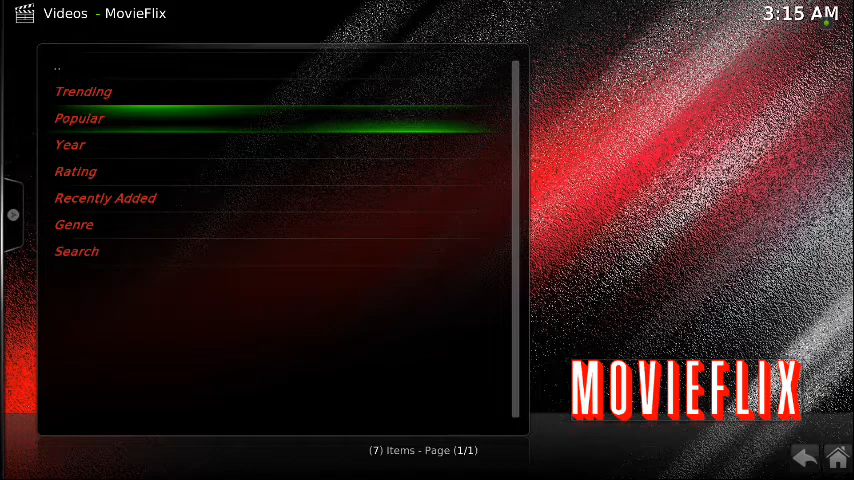 Videos - MovieFlix
3:15 AM
..
Trending
Popular
Year
Rating
Recently Added
Genre
Search
MOVIEFLIX
(7) Items - Page (1/1)